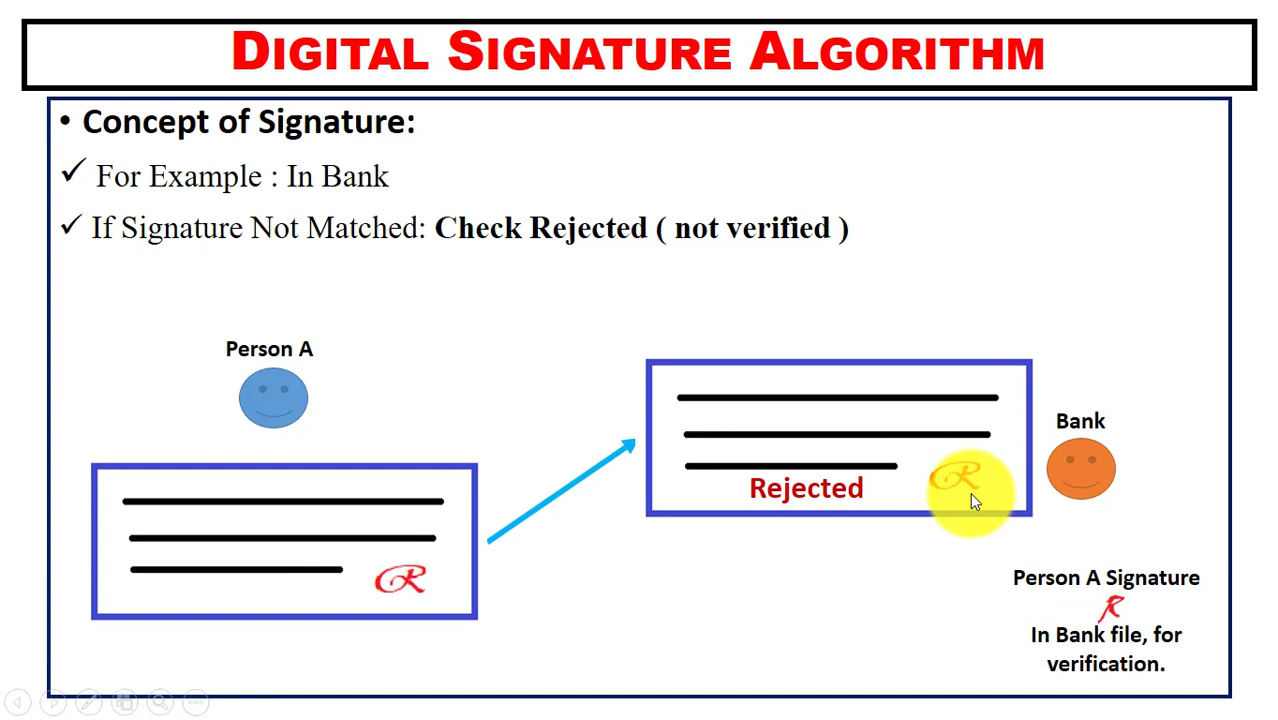 DIGITAL SIGNATURE ALGORITHM
• Concept of Signature:
✓ For Example : In Bank
✓ If Signature Not Matched: Check Rejected ( not verified )
Person A
R
Bank
Rejected
R
Person A Signature
R
In Bank file, for
verification.